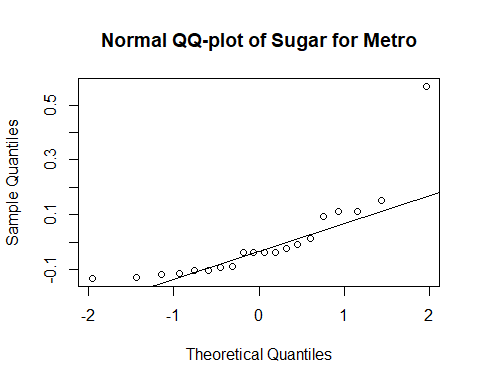 Normal QQ-plot of Sugar for Metro
Sample Quantiles
0.5
0.3
0.1
-0.1
-2 -1 0 1 2
Theoretical Quantiles